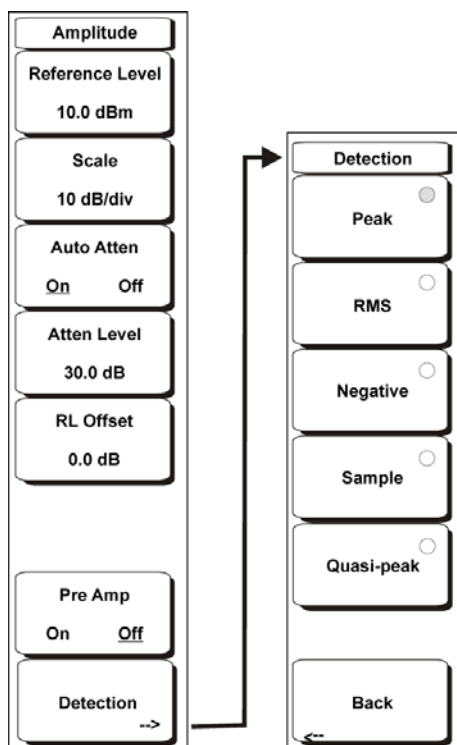 Amplitude
Reference Level
10.0 dBm
Scale
10 dB/div
Auto Atten
On Off
Atten Level
30.0 dB
RL Offset
0.0 dB
Pre Amp
On Off
Detection
-->
Detection
Peak
RMS
Negative
Sample
Quasi-peak
Back
<--